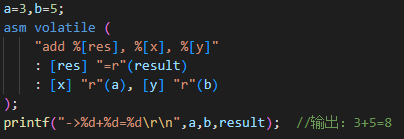 a=3,b=5;
asm volatile (
    "add %[res], %[x], %[y]"
    : [res] "=r"(result)
    : [x] "r"(a), [y] "r"(b)
);
printf("->%d+%d=%d\r\n",a,b,result);  //输出：3+5=8